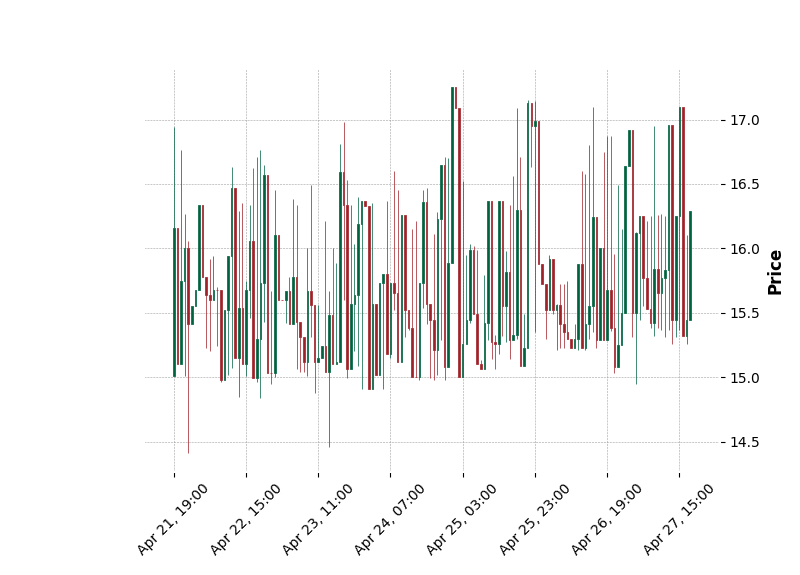 17.0
16.5
16.0
15.5
15.0
14.5
Price
Apr 21, 19:00
Apr 22, 15:00
Apr 23, 11:00
Apr 24, 07:00
Apr 25, 03:00
Apr 25, 23:00
Apr 26, 19:00
Apr 27, 15:00